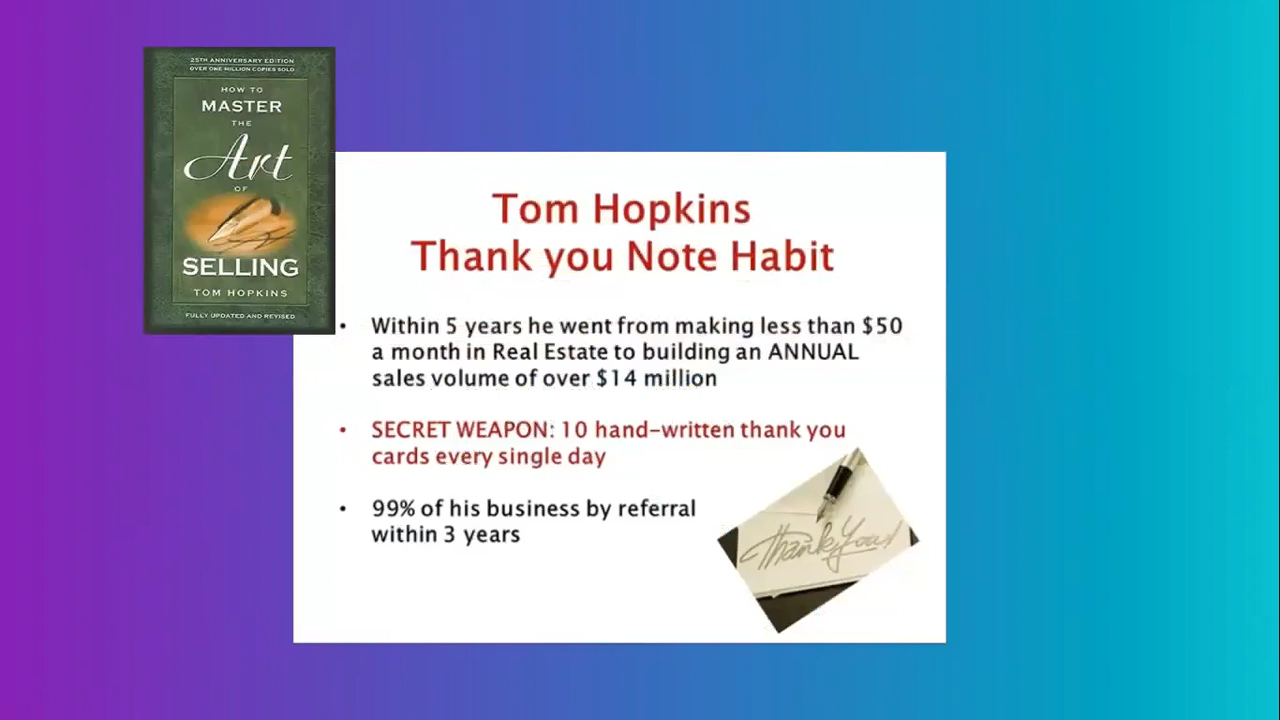 25TH ANNIVERSARY EDITION
OVER ONE MILLION COPIES SOLD
HOW TO
MASTER
THE
Art
OF
SELLING
TOM HOPKINS
FULLY UPDATED AND REVISED
Tom Hopkins
Thank you Note Habit
• Within 5 years he went from making less than $50
a month in Real Estate to building an ANNUAL
sales volume of over $14 million
• SECRET WEAPON: 10 hand-written thank you
cards every single day
• 99% of his business by referral
within 3 years
Thank You!